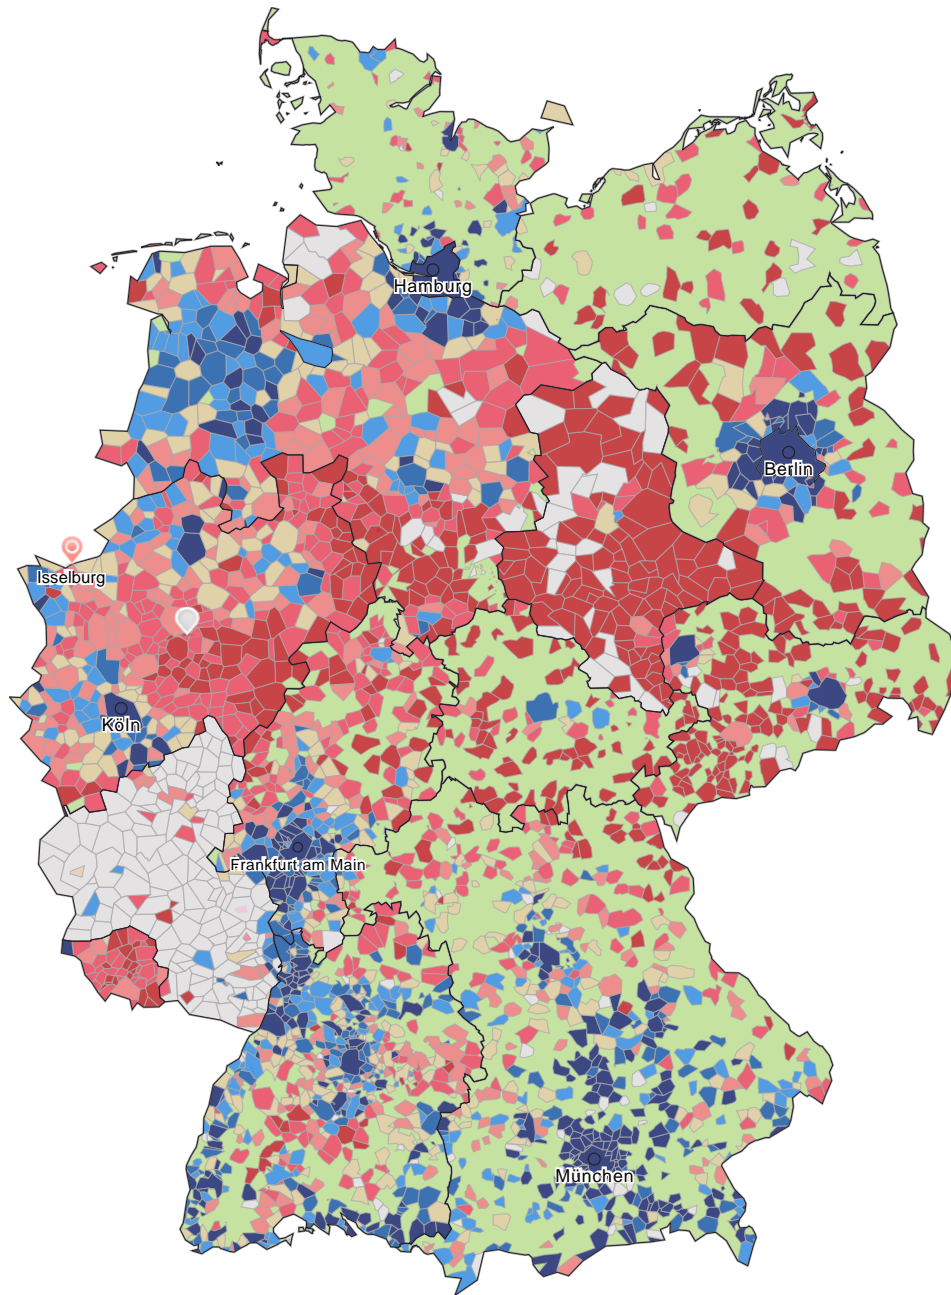 Hamburg
Berlin
Isselburg
Köln
Frankfurt am Main
München